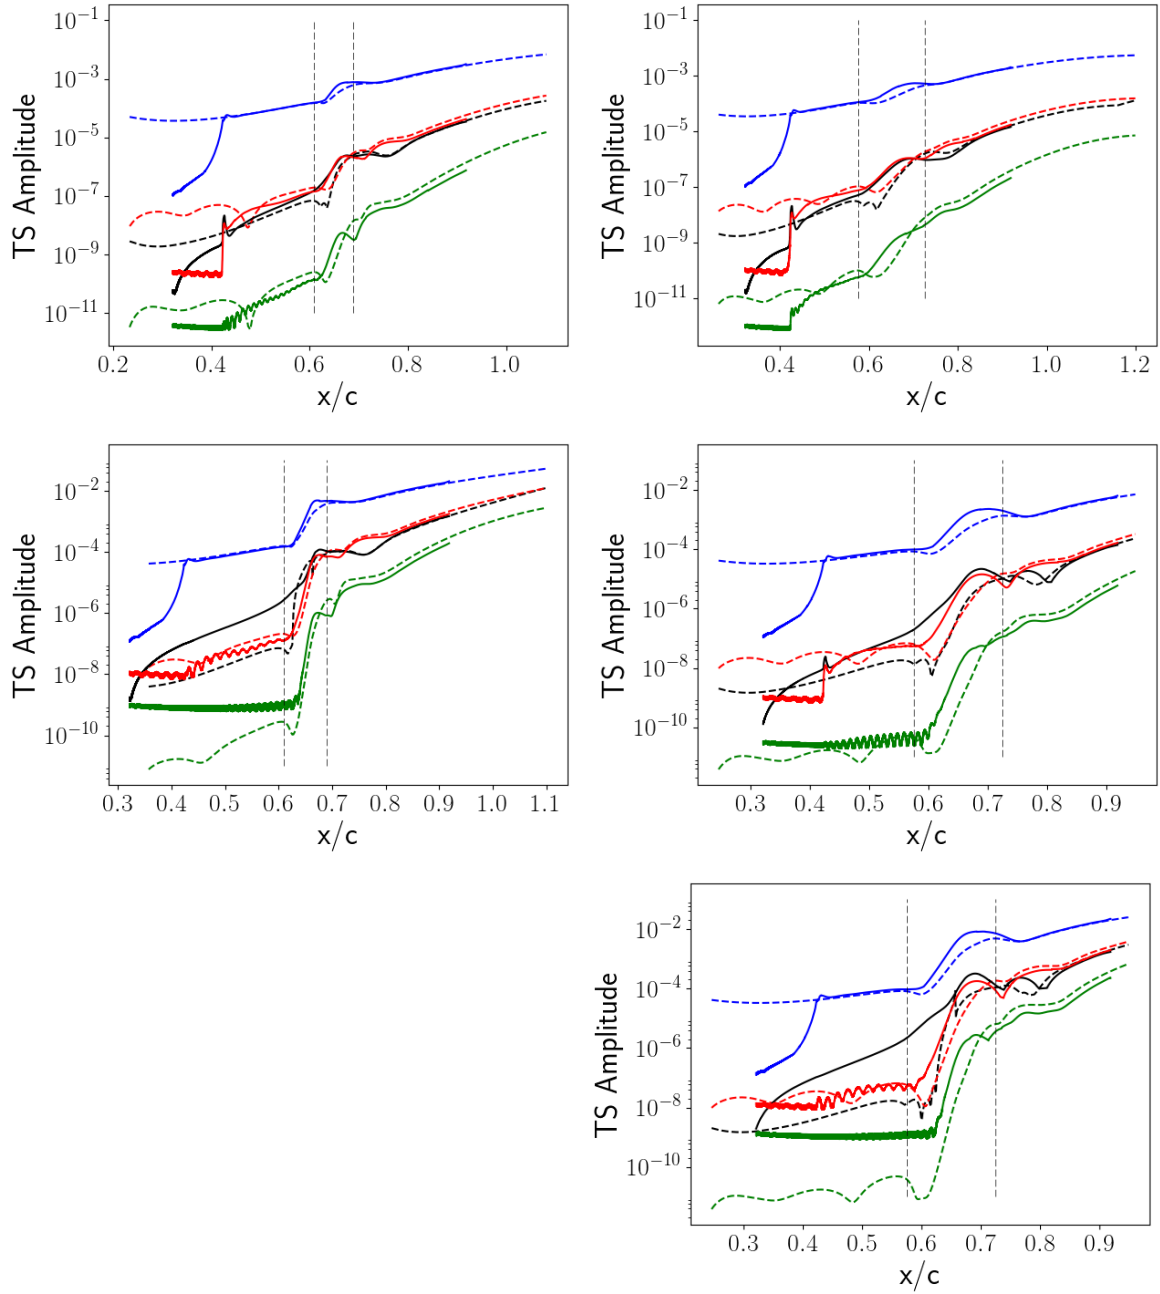 10⁻¹
10⁻³
10⁻⁵
10⁻⁷
10⁻⁹
10⁻¹¹
TS Amplitude
0.2 0.4 0.6 0.8 1.0
x/c
10⁻¹
10⁻³
10⁻⁵
10⁻⁷
10⁻⁹
10⁻¹¹
TS Amplitude
0.4 0.6 0.8 1.0 1.2
x/c
10⁻²
10⁻⁴
10⁻⁶
10⁻⁸
10⁻¹⁰
TS Amplitude
0.3 0.4 0.5 0.6 0.7 0.8 0.9 1.0 1.1
x/c
10⁻²
10⁻⁴
10⁻⁶
10⁻⁸
10⁻¹⁰
TS Amplitude
0.3 0.4 0.5 0.6 0.7 0.8 0.9
x/c
10⁻²
10⁻⁴
10⁻⁶
10⁻⁸
10⁻¹⁰
TS Amplitude
0.3 0.4 0.5 0.6 0.7 0.8 0.9
x/c